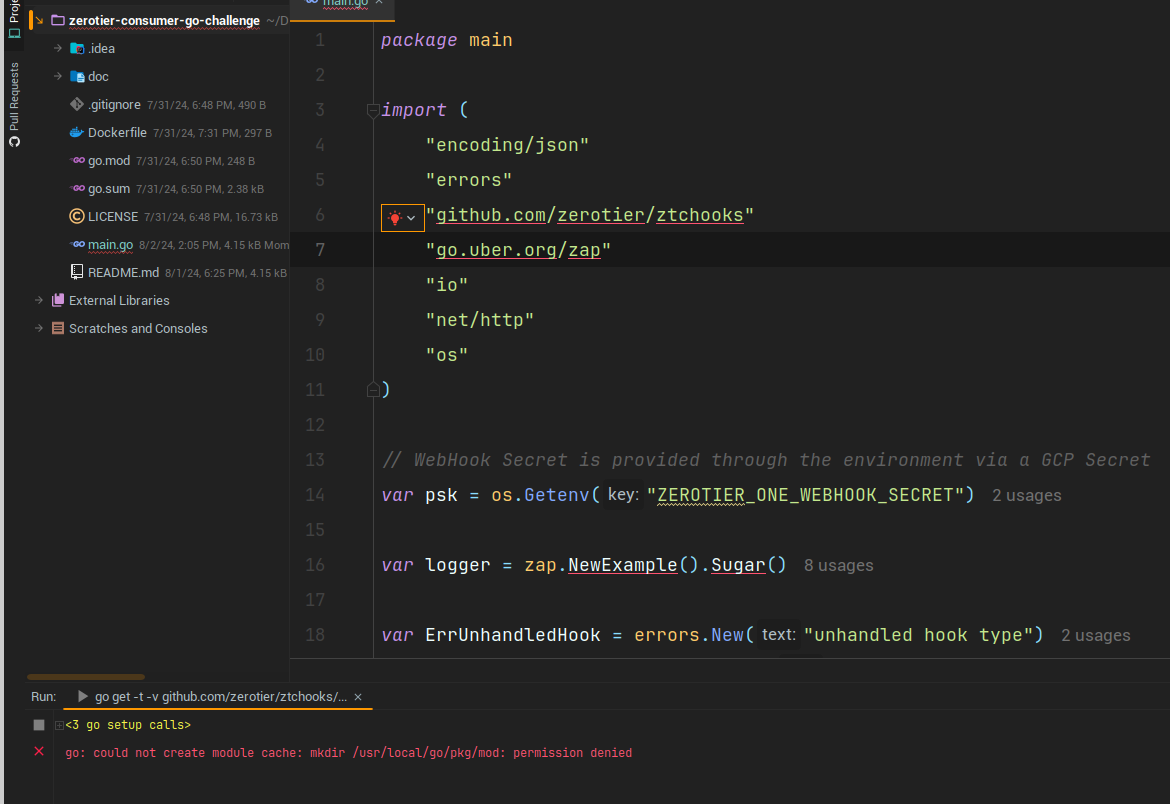 Proje
Pull Requests
zerotier-consumer-go-challenge ~/D
.idea
doc
.gitignore 7/31/24, 6:48 PM, 490 B
Dockerfile 7/31/24, 7:31 PM, 297 B
go.mod 7/31/24, 6:50 PM, 248 B
go.sum 7/31/24, 6:50 PM, 2.38 kB
LICENSE 7/31/24, 6:48 PM, 16.73 kB
main.go 8/2/24, 2:05 PM, 4.15 kB Mom
README.md 8/1/24, 6:25 PM, 4.15 kB
External Libraries
Scratches and Consoles
main.go
1 package main
2
3 import (
4 "encoding/json"
5 "errors"
6 "github.com/zerotier/ztchooks"
7 "go.uber.org/zap"
8 "io"
9 "net/http"
10 "os"
11 )
12
13 // WebHook Secret is provided through the environment via a GCP Secret
14 var psk = os.Getenv( key: "ZEROTIER_ONE_WEBHOOK_SECRET") 2 usages
15
16 var logger = zap.NewExample().Sugar() 8 usages
17
18 var ErrUnhandledHook = errors.New( text: "unhandled hook type") 2 usages
Run: go get -t -v github.com/zerotier/ztchooks/...
<3 go setup calls>
go: could not create module cache: mkdir /usr/local/go/pkg/mod: permission denied